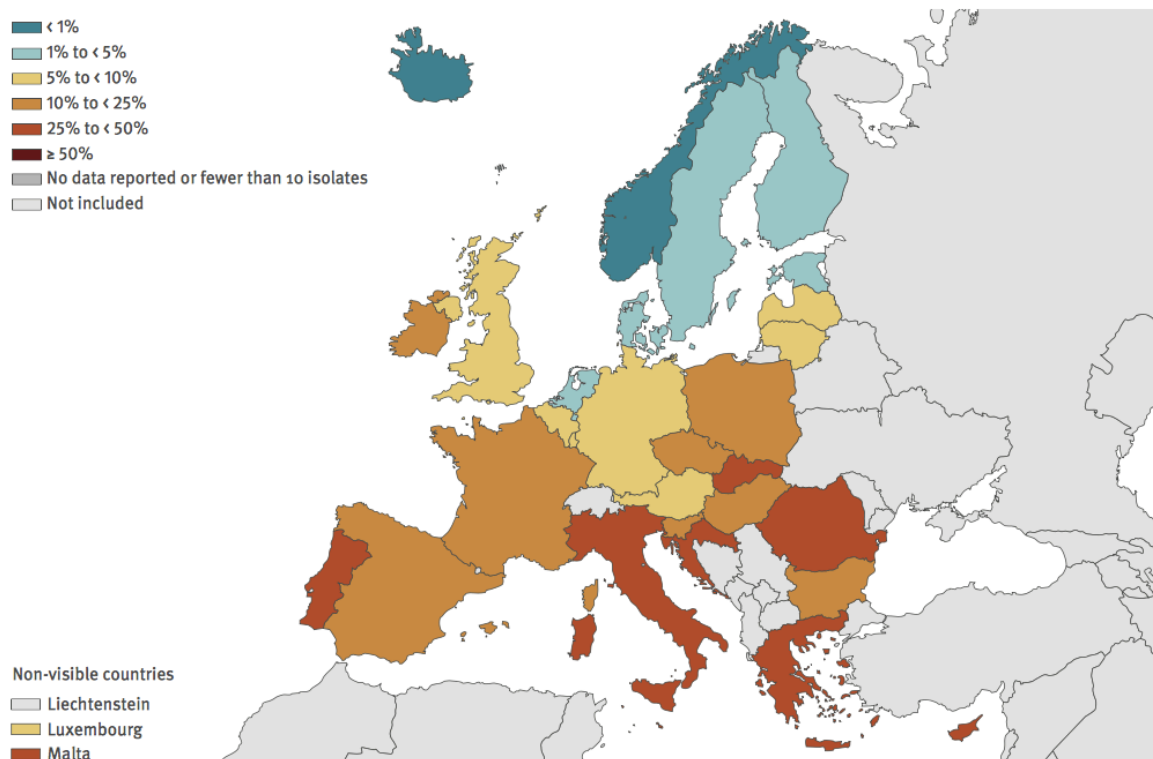 < 1%
1% to < 5%
5% to < 10%
10% to < 25%
25% to < 50%
≥ 50%
No data reported or fewer than 10 isolates
Not included
Non-visible countries
Liechtenstein
Luxembourg
Malta